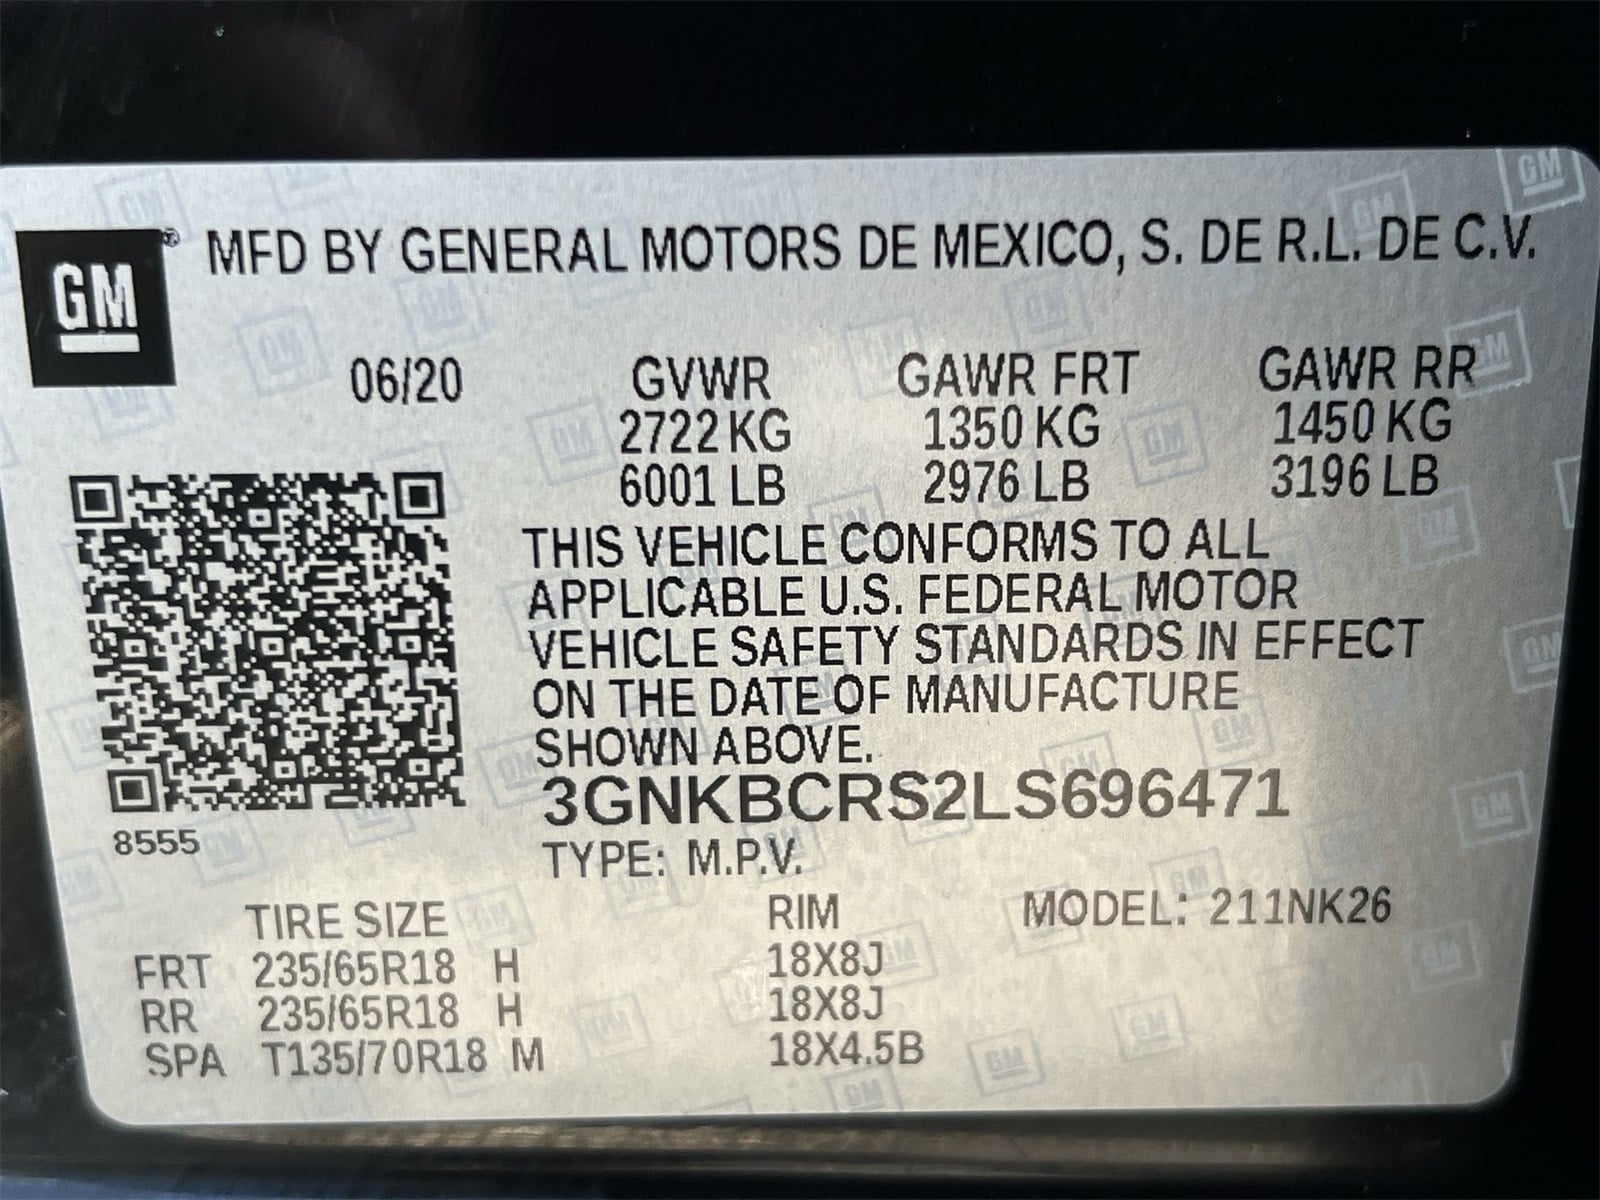 GM® MFD BY GENERAL MOTORS DE MEXICO, S. DE R.L. DE C.V.
06/20 GVWR GAWR FRT GAWR RR
2722 KG 1350 KG 1450 KG
6001 LB 2976 LB 3196 LB
THIS VEHICLE CONFORMS TO ALL
APPLICABLE U.S. FEDERAL MOTOR
VEHICLE SAFETY STANDARDS IN EFFECT
ON THE DATE OF MANUFACTURE
SHOWN ABOVE.
3GNKBCRS2LS696471
8555
TYPE: M.P.V.
TIRE SIZE RIM MODEL: 211NK26
FRT 235/65R18 H 18X8J
RR 235/65R18 H 18X8J
SPA T135/70R18 M 18X4.5B